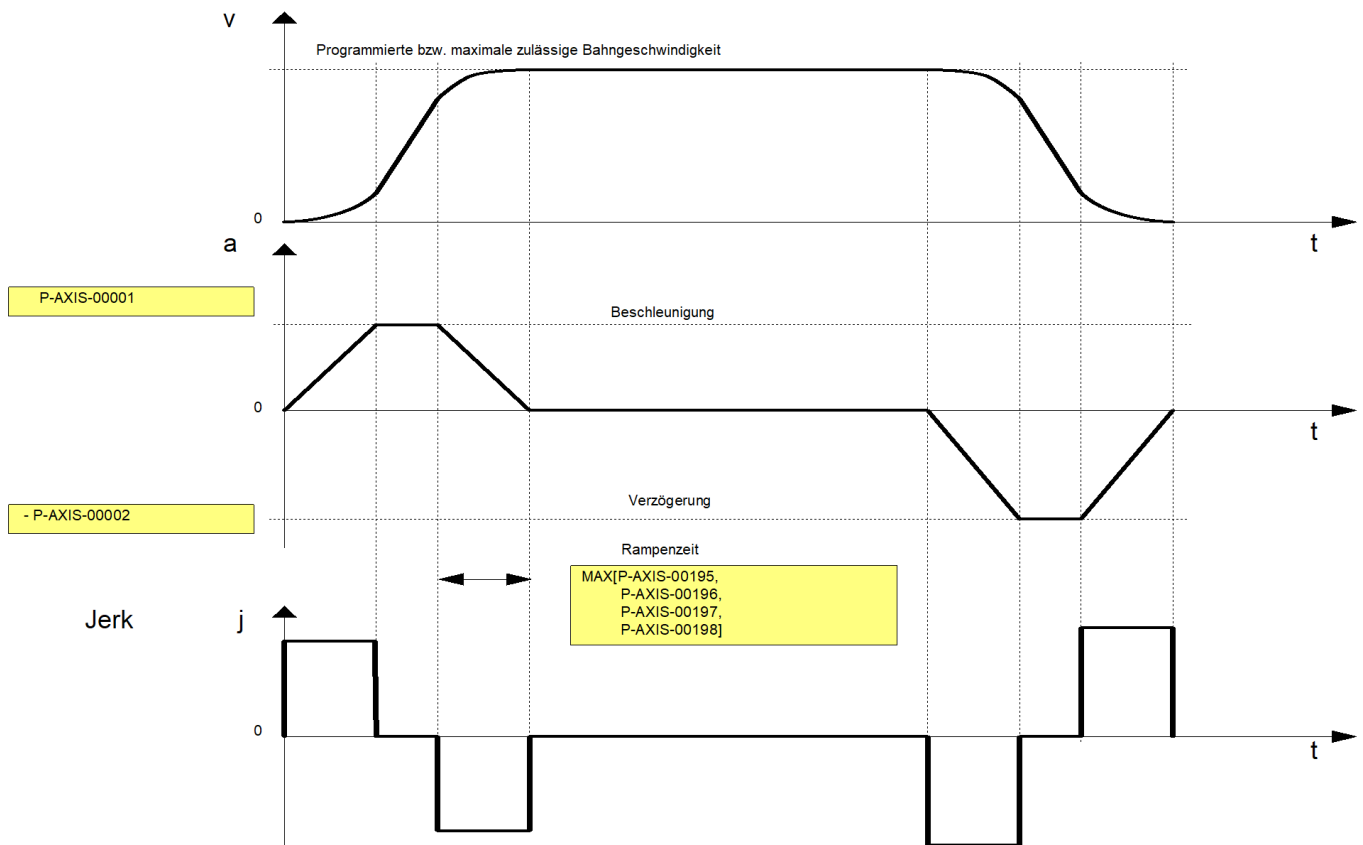 v
Programmierte bzw. maximale zulässige Bahngeschwindigkeit
0
t
a
P-AXIS-00001
Beschleunigung
0
t
- P-AXIS-00002
Verzögerung
Rampenzeit
MAX[P-AXIS-00195,
P-AXIS-00196,
P-AXIS-00197,
P-AXIS-00198]
Jerk
j
0
t